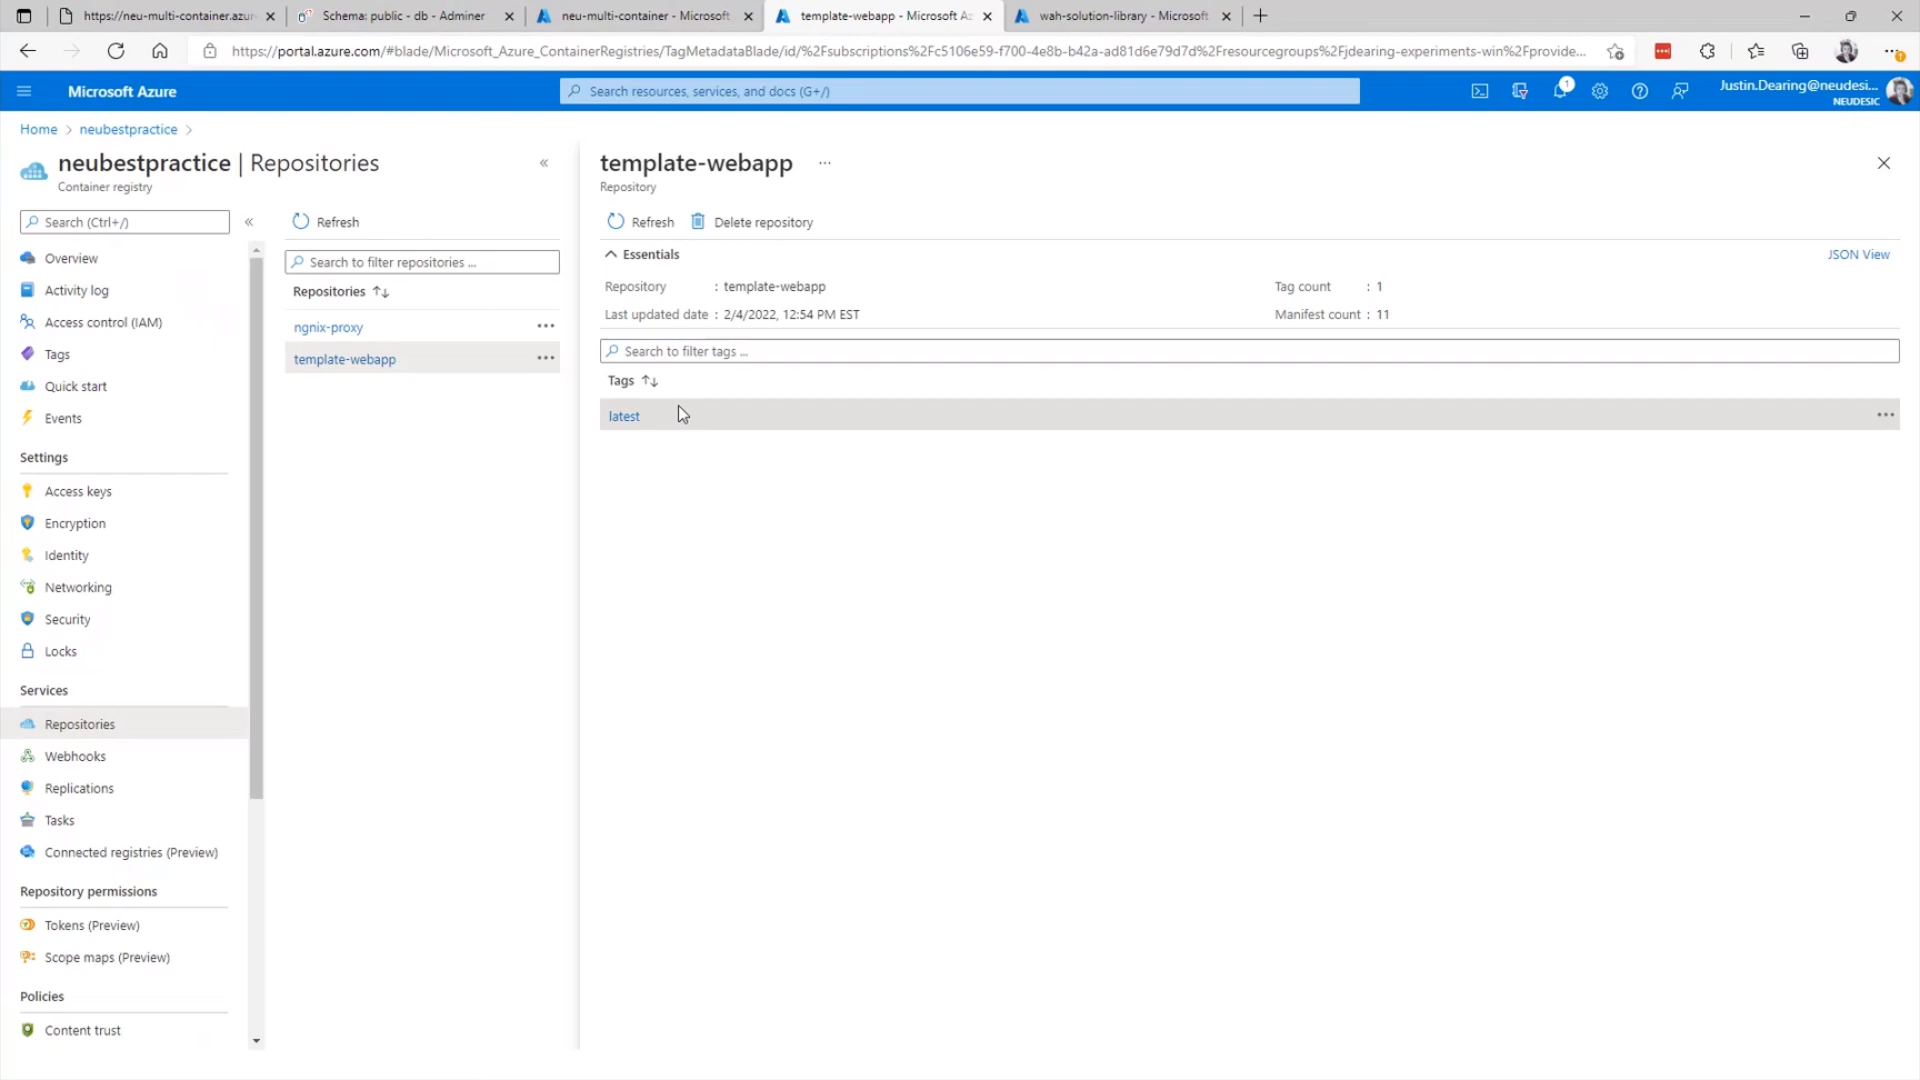 https://neu-multi-container.azur
Schema: public - db - Adminer
neu-multi-container - Microsoft
template-webapp - Microsoft Az
wah-solution-library - Microsoft
https://portal.azure.com/#blade/Microsoft_Azure_ContainerRegistries/TagMetadataBlade/id/%2Fsubscriptions%2Fc5106e59-f700-4e8b-b42a-ad81d6e79d7d%2Fresourcegroups%2Fjdearing-experiments-win%2Fprovide...
Microsoft Azure
Search resources, services, and docs (G+/)
1
Justin.Dearing@neudesi...
NEUDESIC
Home > neubestpractice >
neubestpractice | Repositories
Container registry
Search (Ctrl+/)
Overview
Activity log
Access control (IAM)
Tags
Quick start
Events
Settings
Access keys
Encryption
Identity
Networking
Security
Locks
Services
Repositories
Webhooks
Replications
Tasks
Connected registries (Preview)
Repository permissions
Tokens (Preview)
Scope maps (Preview)
Policies
Content trust
Refresh
Search to filter repositories ...
Repositories
ngnix-proxy
template-webapp
template-webapp ...
Repository
Refresh
Delete repository
Essentials
JSON View
Repository : template-webapp
Tag count : 1
Last updated date : 2/4/2022, 12:54 PM EST
Manifest count : 11
Search to filter tags ...
Tags
latest